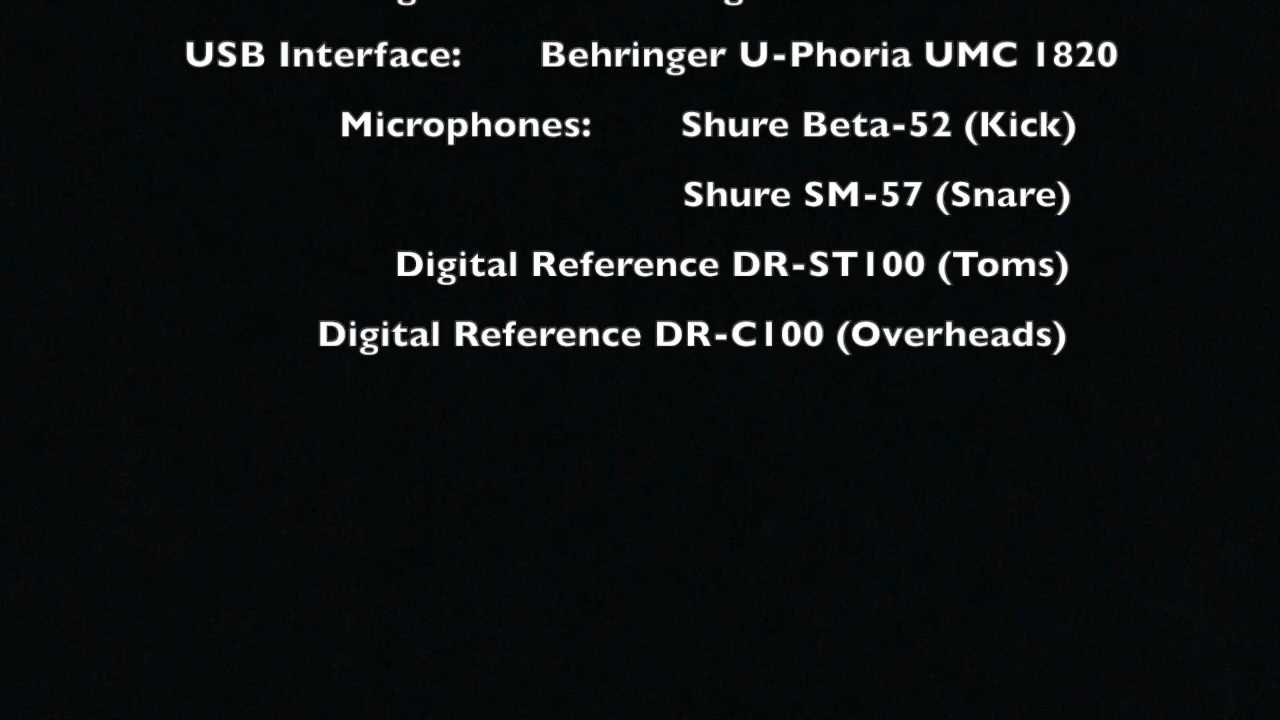 USB Interface: Behringer U-Phoria UMC 1820
Microphones: Shure Beta-52 (Kick)
Shure SM-57 (Snare)
Digital Reference DR-ST100 (Toms)
Digital Reference DR-C100 (Overheads)